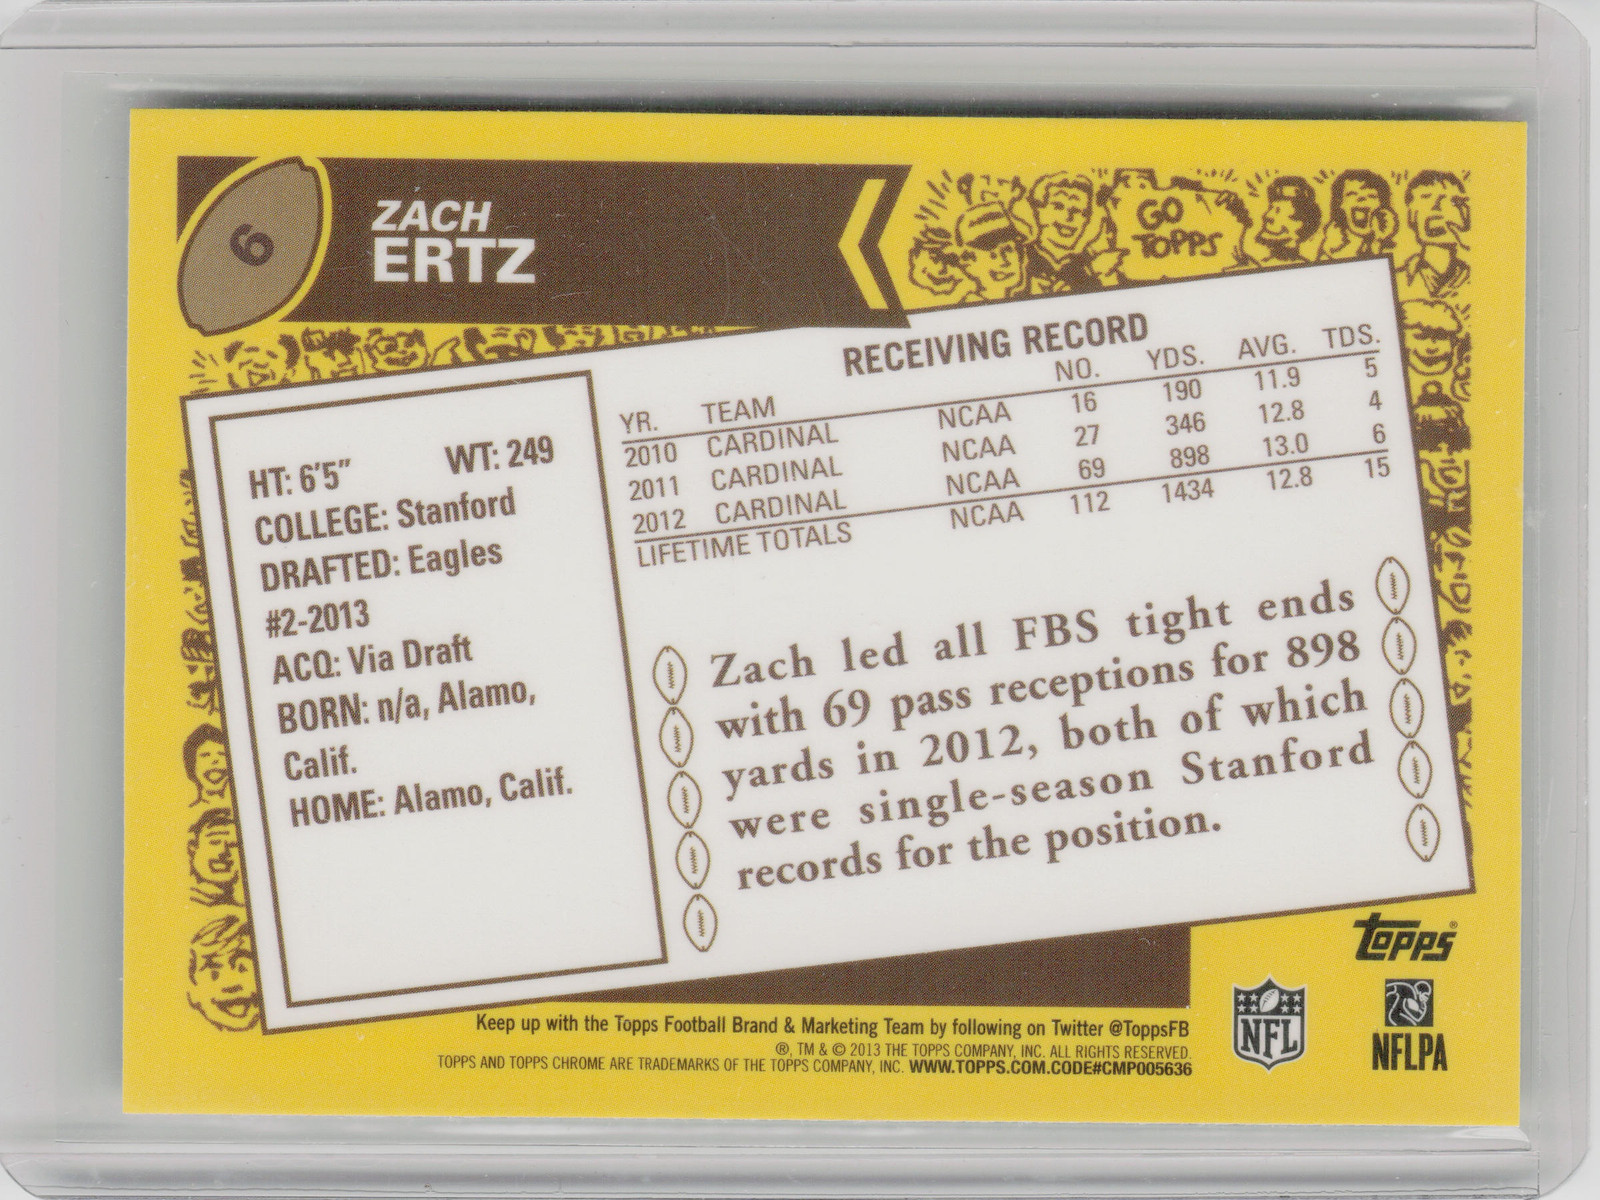 6
ZACH
ERTZ
GO
TOPPS
HT: 6'5" WT: 249
COLLEGE: Stanford
DRAFTED: Eagles
#2-2013
ACQ: Via Draft
BORN: n/a, Alamo,
Calif.
HOME: Alamo, Calif.
RECEIVING RECORD
YR. TEAM NO. YDS. AVG. TDS.
2010 CARDINAL NCAA 16 190 11.9 5
2011 CARDINAL NCAA 27 346 12.8 4
2012 CARDINAL NCAA 69 898 13.0 6
LIFETIME TOTALS NCAA 112 1434 12.8 15
Zach led all FBS tight ends
with 69 pass receptions for 898
yards in 2012, both of which
were single-season Stanford
records for the position.
TOPPS®
NFL
NFLPA
Keep up with the Topps Football Brand & Marketing Team by following on Twitter @ToppsFB
®, TM & © 2013 THE TOPPS COMPANY, INC. ALL RIGHTS RESERVED.
TOPPS AND TOPPS CHROME ARE TRADEMARKS OF THE TOPPS COMPANY, INC. WWW.TOPPS.COM.CODE#CMP005636